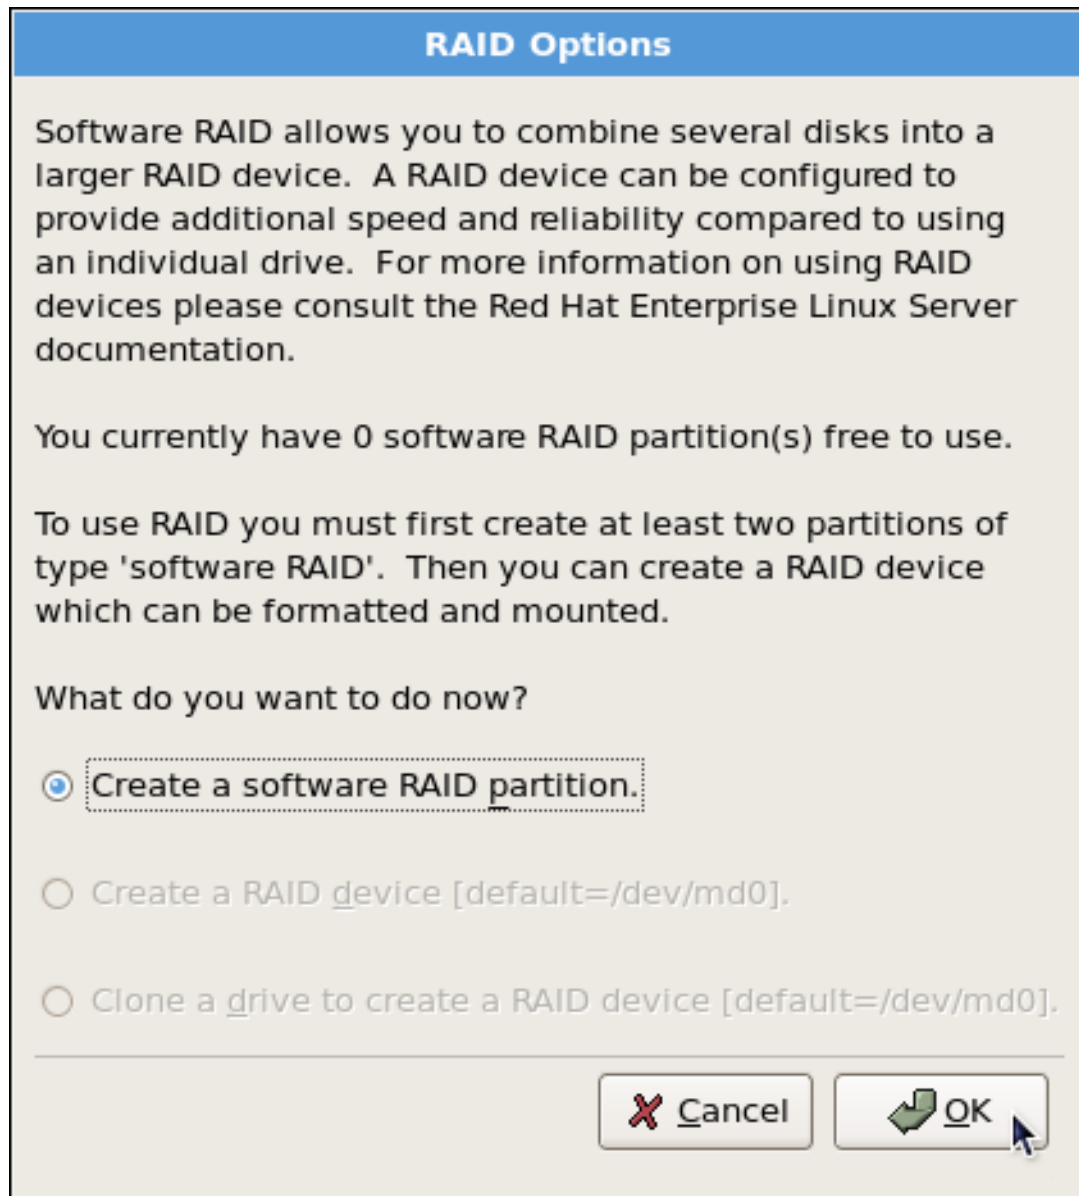 RAID Options
Software RAID allows you to combine several disks into a
larger RAID device.  A RAID device can be configured to
provide additional speed and reliability compared to using
an individual drive.  For more information on using RAID
devices please consult the Red Hat Enterprise Linux Server
documentation.
You currently have 0 software RAID partition(s) free to use.
To use RAID you must first create at least two partitions of
type 'software RAID'.  Then you can create a RAID device
which can be formatted and mounted.
What do you want to do now?
Create a software RAID partition.
Create a RAID device [default=/dev/md0].
Clone a drive to create a RAID device [default=/dev/md0].
Cancel OK